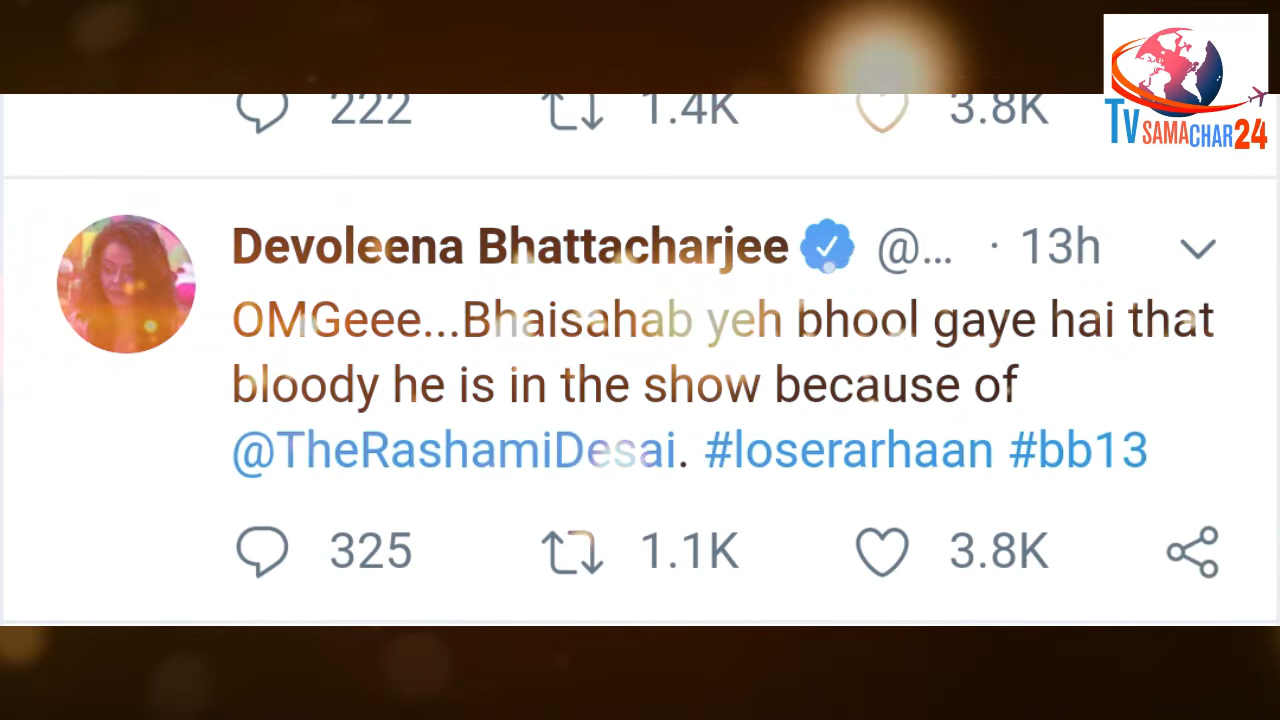 222 1.4K 3.8K
TV SAMACHAR24
Devoleena Bhattacharjee @... · 13h
OMGeee...Bhaisahab yeh bhool gaye hai that
bloody he is in the show because of
@TheRashamiDesai. #loserarhaan #bb13
325 1.1K 3.8K